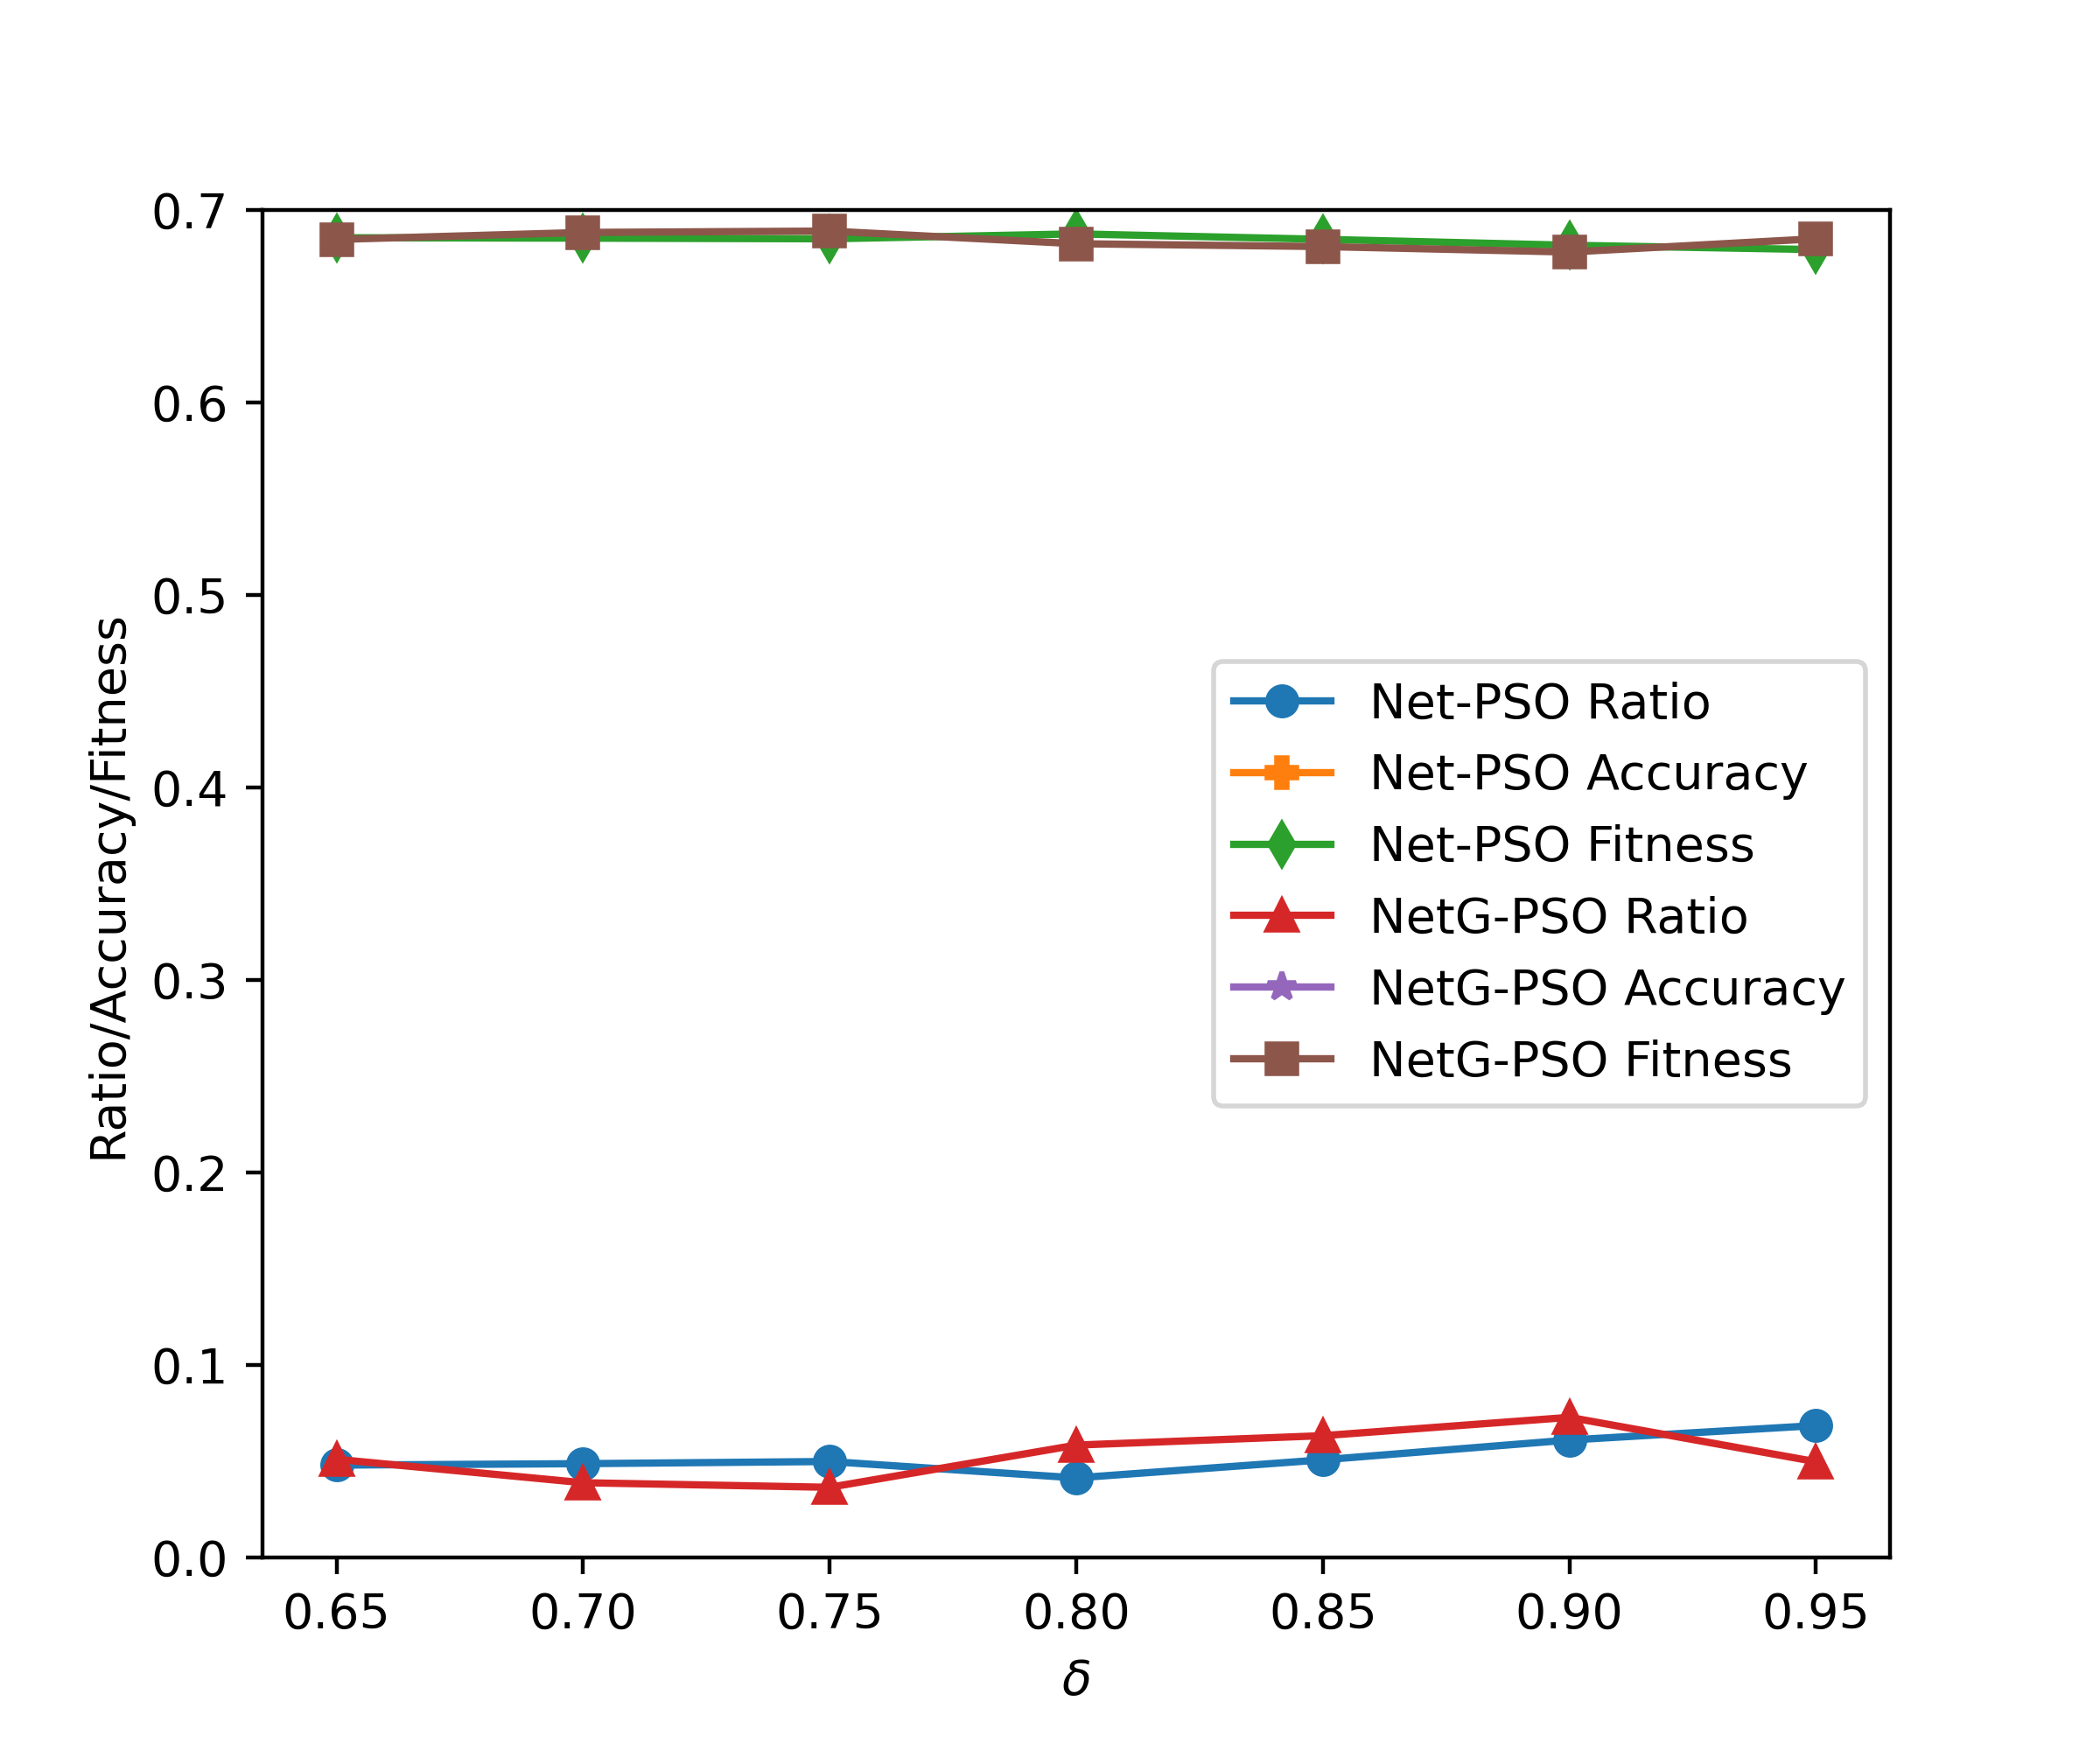 0.7
0.6
0.5
0.4
0.3
0.2
0.1
0.0
Ratio/Accuracy/Fitness
Net-PSO Ratio
Net-PSO Accuracy
Net-PSO Fitness
NetG-PSO Ratio
NetG-PSO Accuracy
NetG-PSO Fitness
0.65 0.70 0.75 0.80 0.85 0.90 0.95
δ